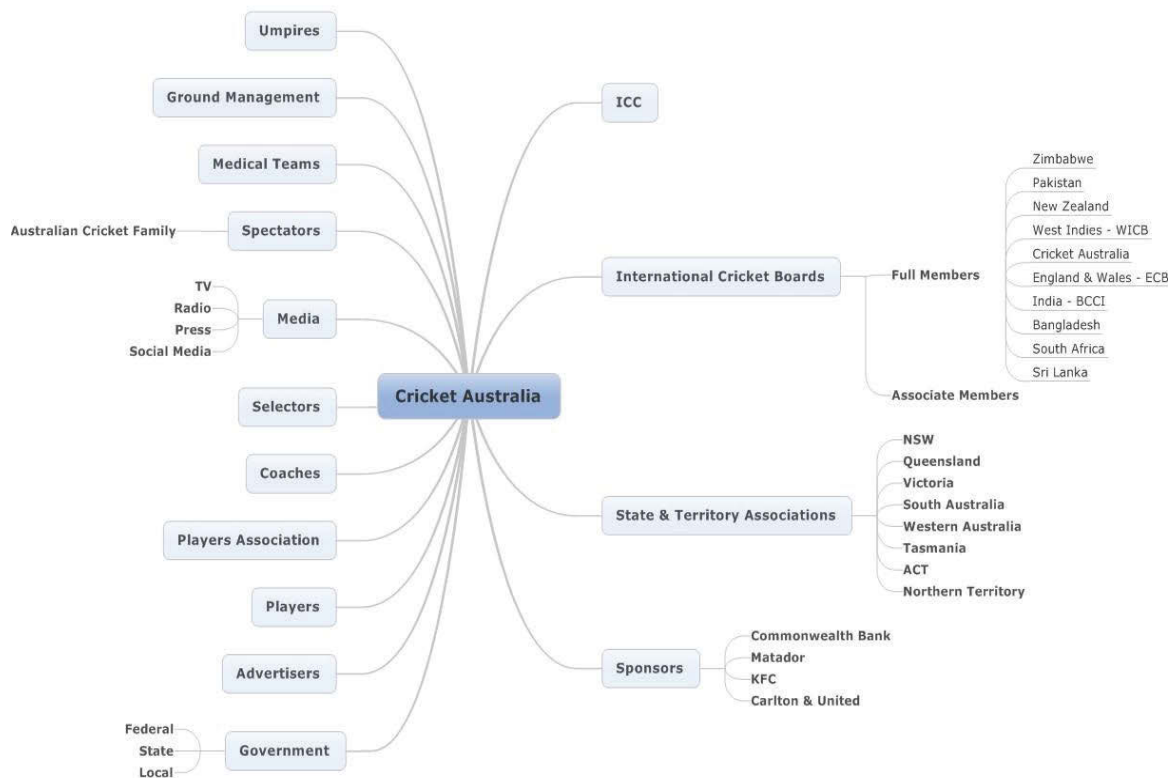 Umpires
Ground Management
Medical Teams
Australian Cricket Family
Spectators
TV
Radio
Press
Social Media
Media
Selectors
Coaches
Players Association
Players
Advertisers
Federal
State
Local
Government
Cricket Australia
ICC
International Cricket Boards
Full Members
Zimbabwe
Pakistan
New Zealand
West Indies - WICB
Cricket Australia
England & Wales - ECB
India - BCCI
Bangladesh
South Africa
Sri Lanka
Associate Members
State & Territory Associations
NSW
Queensland
Victoria
South Australia
Western Australia
Tasmania
ACT
Northern Territory
Sponsors
Commonwealth Bank
Matador
KFC
Carlton & United